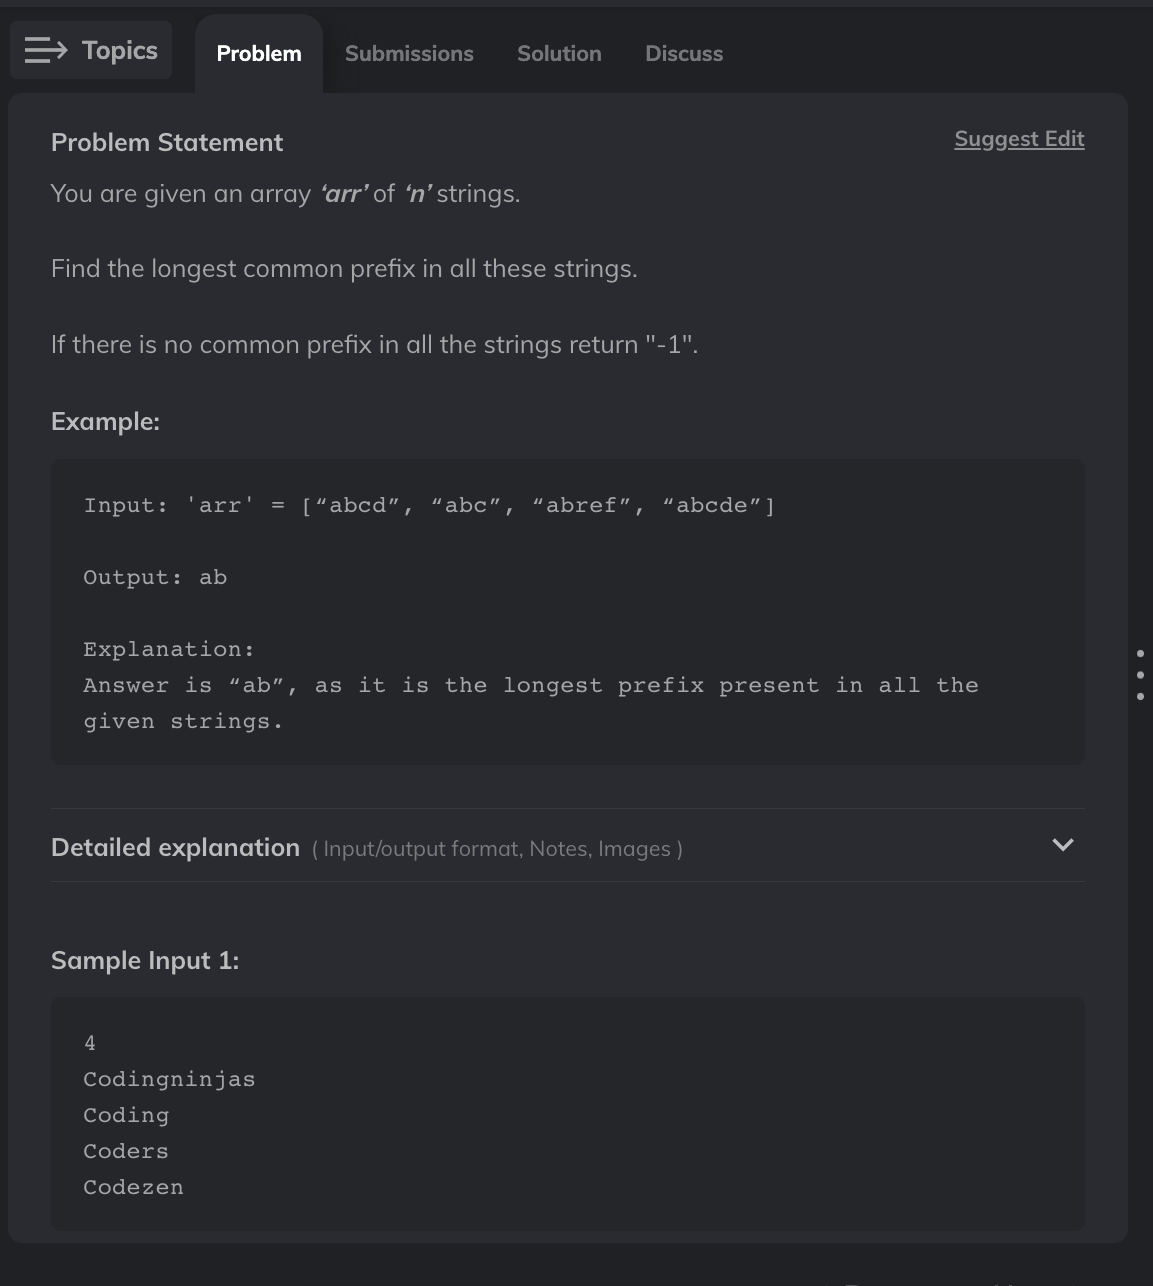 Topics
Problem
Submissions
Solution
Discuss
Problem Statement
Suggest Edit
You are given an array ‘arr’ of ‘n’ strings.
Find the longest common prefix in all these strings.
If there is no common prefix in all the strings return "-1".
Example:
Input: 'arr' = [“abcd”, “abc”, “abref”, “abcde”]
Output: ab
Explanation:
Answer is “ab”, as it is the longest prefix present in all the
given strings.
Detailed explanation ( Input/output format, Notes, Images )
Sample Input 1:
4
Codingninjas
Coding
Coders
Codezen